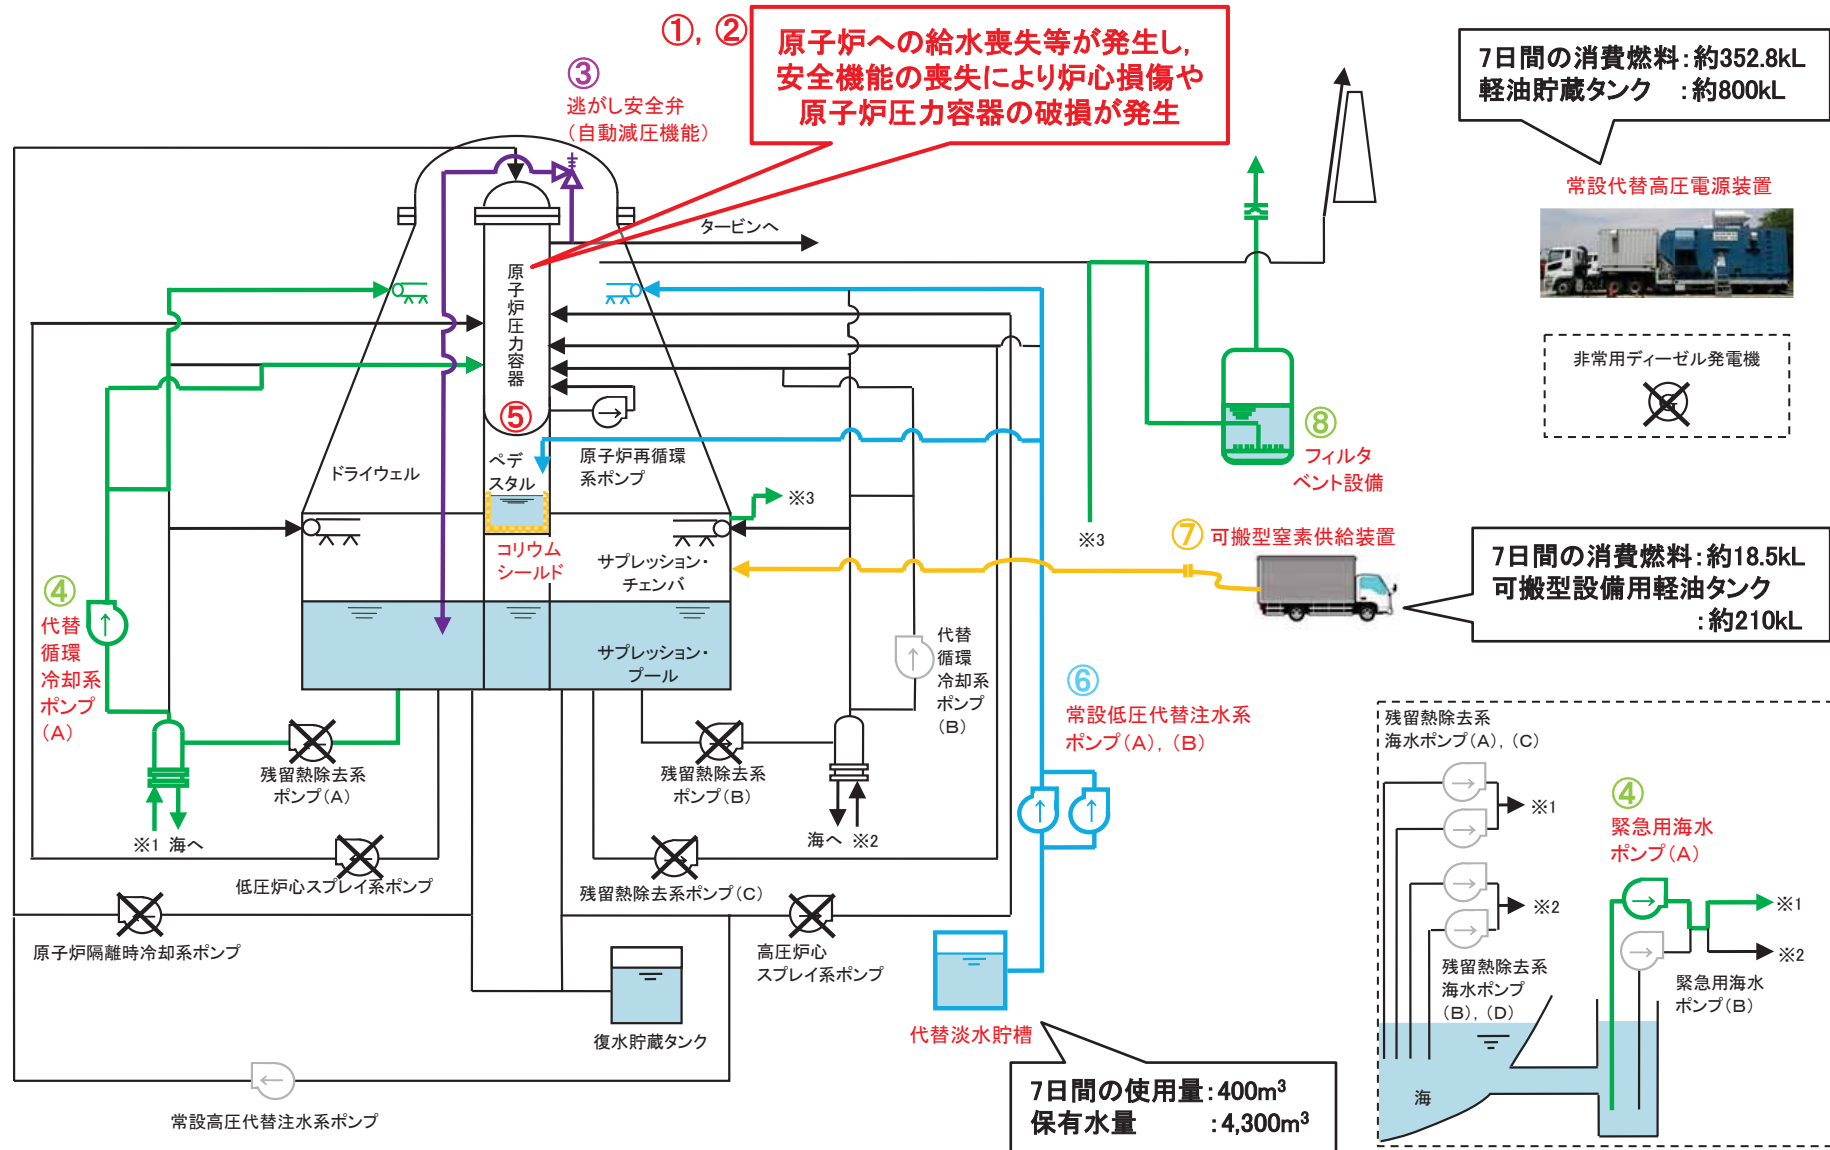 ①, ②
原子炉への給水喪失等が発生し,
安全機能の喪失により炉心損傷や
原子炉圧力容器の破損が発生
③
逃がし安全弁
（自動減圧機能）
7日間の消費燃料：約352.8kL
軽油貯蔵タンク　：約800kL
常設代替高圧電源装置
非常用ディーゼル発電機
タービンへ
原子炉圧力容器
⑤
ドライウェル
ペデ
スタル
原子炉再循環
系ポンプ
※3
コリウム
シールド
サプレッション・
チェンバ
サプレッション・
プール
④
代替
循環
冷却系
ポンプ
（A）
代替
循環
冷却系
ポンプ
（B）
⑧
フィルタ
ベント設備
※3
⑦ 可搬型窒素供給装置
7日間の消費燃料：約18.5kL
可搬型設備用軽油タンク
：約210kL
⑥
常設低圧代替注水系
ポンプ（A）,（B）
残留熱除去系
ポンプ（A）
残留熱除去系
ポンプ（B）
※1 海へ
海へ ※2
低圧炉心スプレイ系ポンプ
残留熱除去系ポンプ（C）
原子炉隔離時冷却系ポンプ
高圧炉心
スプレイ系ポンプ
復水貯蔵タンク
代替淡水貯槽
常設高圧代替注水系ポンプ
7日間の使用量：400m³
保有水量　　：4,300m³
残留熱除去系
海水ポンプ（A）,（C）
※1
※2
残留熱除去系
海水ポンプ
（B）,（D）
④
緊急用海水
ポンプ（A）
※1
※2
緊急用海水
ポンプ（B）
海